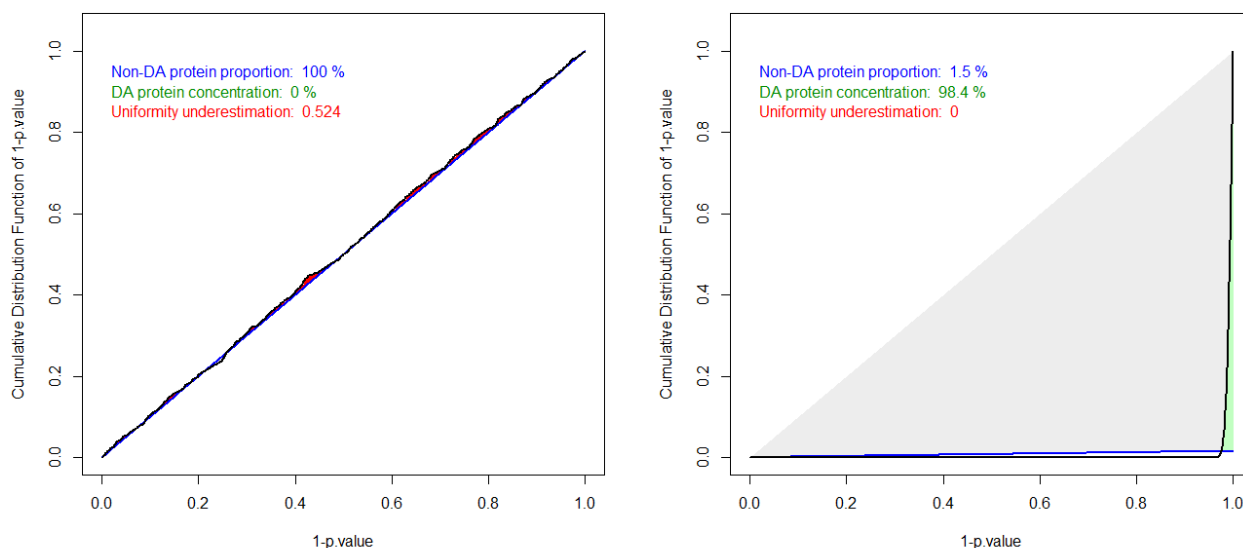 Non-DA protein proportion: 100 %
DA protein concentration: 0 %
Uniformity underestimation: 0.524
Cumulative Distribution Function of 1-p.value
1.0
0.8
0.6
0.4
0.2
0.0
0.0 0.2 0.4 0.6 0.8 1.0
1-p.value
Non-DA protein proportion: 1.5 %
DA protein concentration: 98.4 %
Uniformity underestimation: 0
Cumulative Distribution Function of 1-p.value
1.0
0.8
0.6
0.4
0.2
0.0
0.0 0.2 0.4 0.6 0.8 1.0
1-p.value